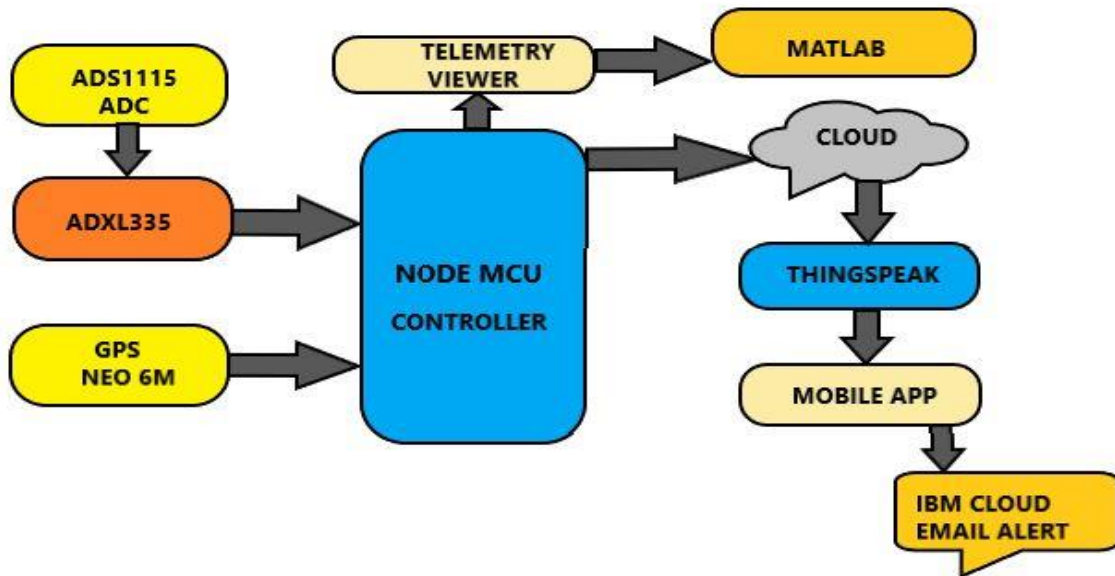 TELEMETRY
VIEWER
MATLAB
ADS1115
ADC
CLOUD
ADXL335
NODE MCU
CONTROLLER
THINGSPEAK
GPS
NEO 6M
MOBILE APP
IBM CLOUD
EMAIL ALERT